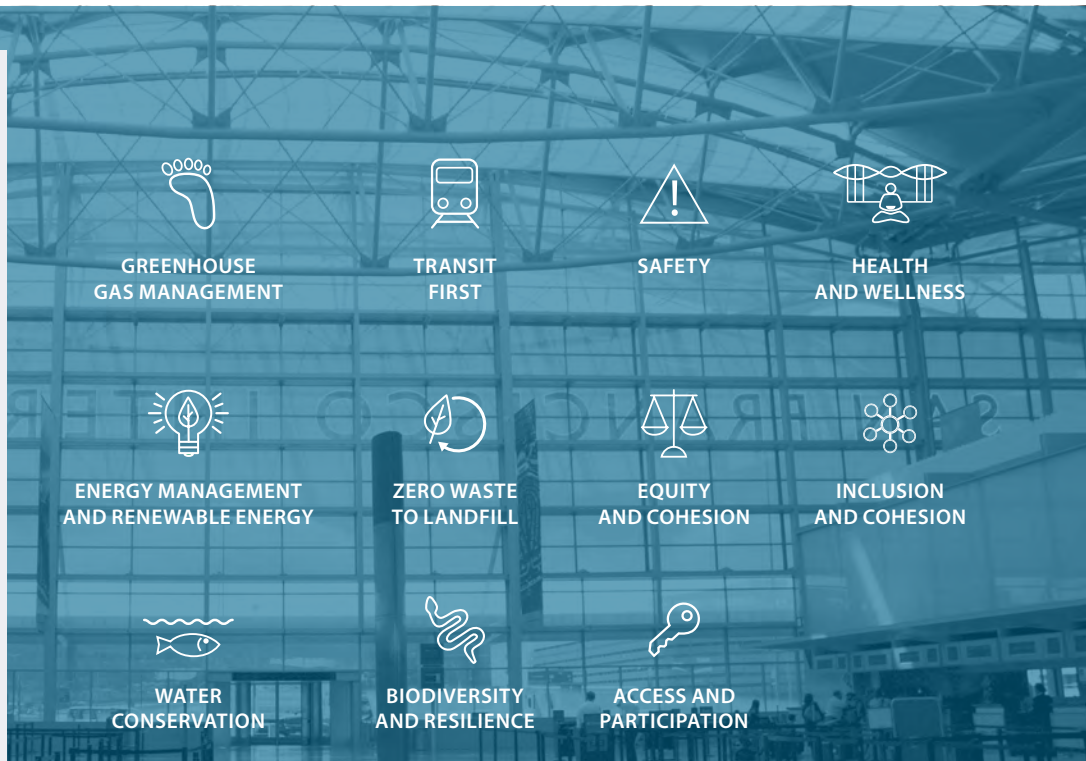 GREENHOUSE
GAS MANAGEMENT
TRANSIT
FIRST
SAFETY
HEALTH
AND WELLNESS
ENERGY MANAGEMENT
AND RENEWABLE ENERGY
ZERO WASTE
TO LANDFILL
EQUITY
AND COHESION
INCLUSION
AND COHESION
WATER
CONSERVATION
BIODIVERSITY
AND RESILIENCE
ACCESS AND
PARTICIPATION